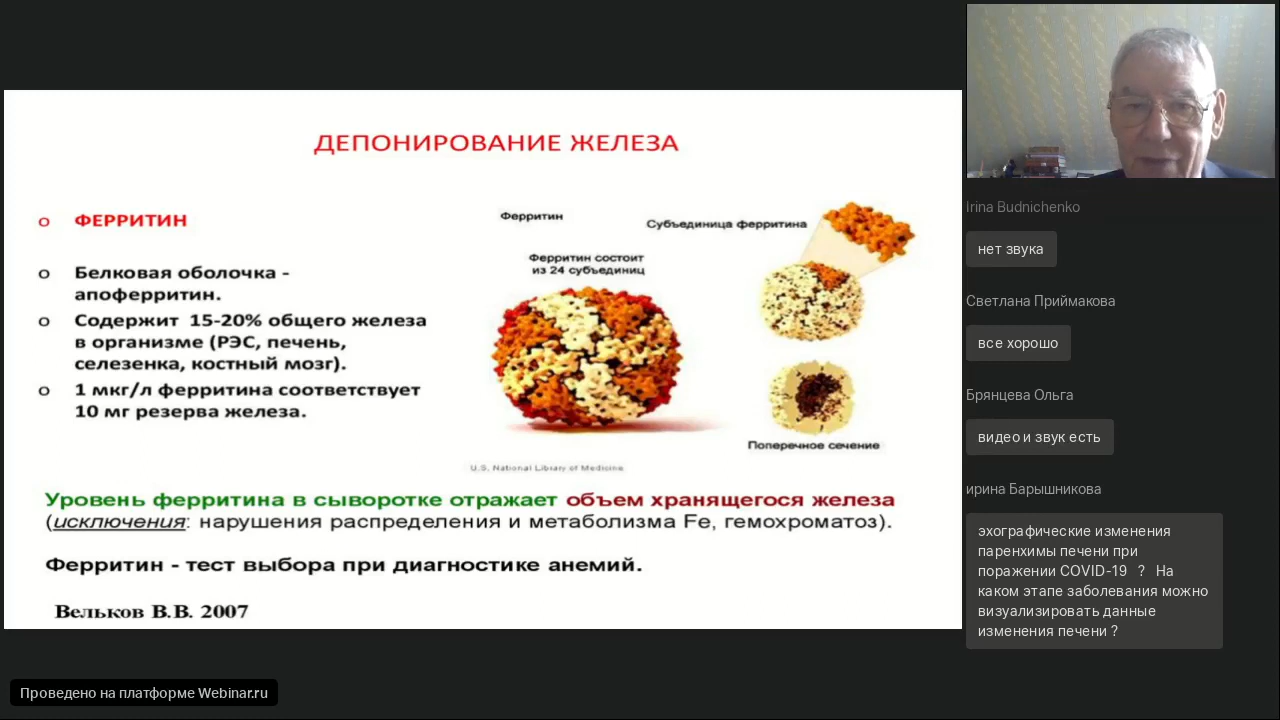 ДЕПОНИРОВАНИЕ ЖЕЛЕЗА
o ФЕРРИТИН
o Белковая оболочка -
апоферритин.
o Содержит 15-20% общего железа
в организме (РЭС, печень,
селезенка, костный мозг).
o 1 мкг/л ферритина соответствует
10 мг резерва железа.
Ферритин
Субъединица ферритина
Ферритин состоит
из 24 субъединиц
Поперечное сечение
U.S. National Library of Medicine
Уровень ферритина в сыворотке отражает объем хранящегося железа
(исключения: нарушения распределения и метаболизма Fe, гемохроматоз).
Ферритин - тест выбора при диагностике анемий.
Вельков В.В. 2007
Irina Budnichenko
нет звука
Светлана Приймакова
все хорошо
Брянцева Ольга
видео и звук есть
ирина Барышникова
эхографические изменения
паренхимы печени при
поражении COVID-19 ? На
каком этапе заболевания можно
визуализировать данные
изменения печени ?
Проведено на платформе Webinar.ru